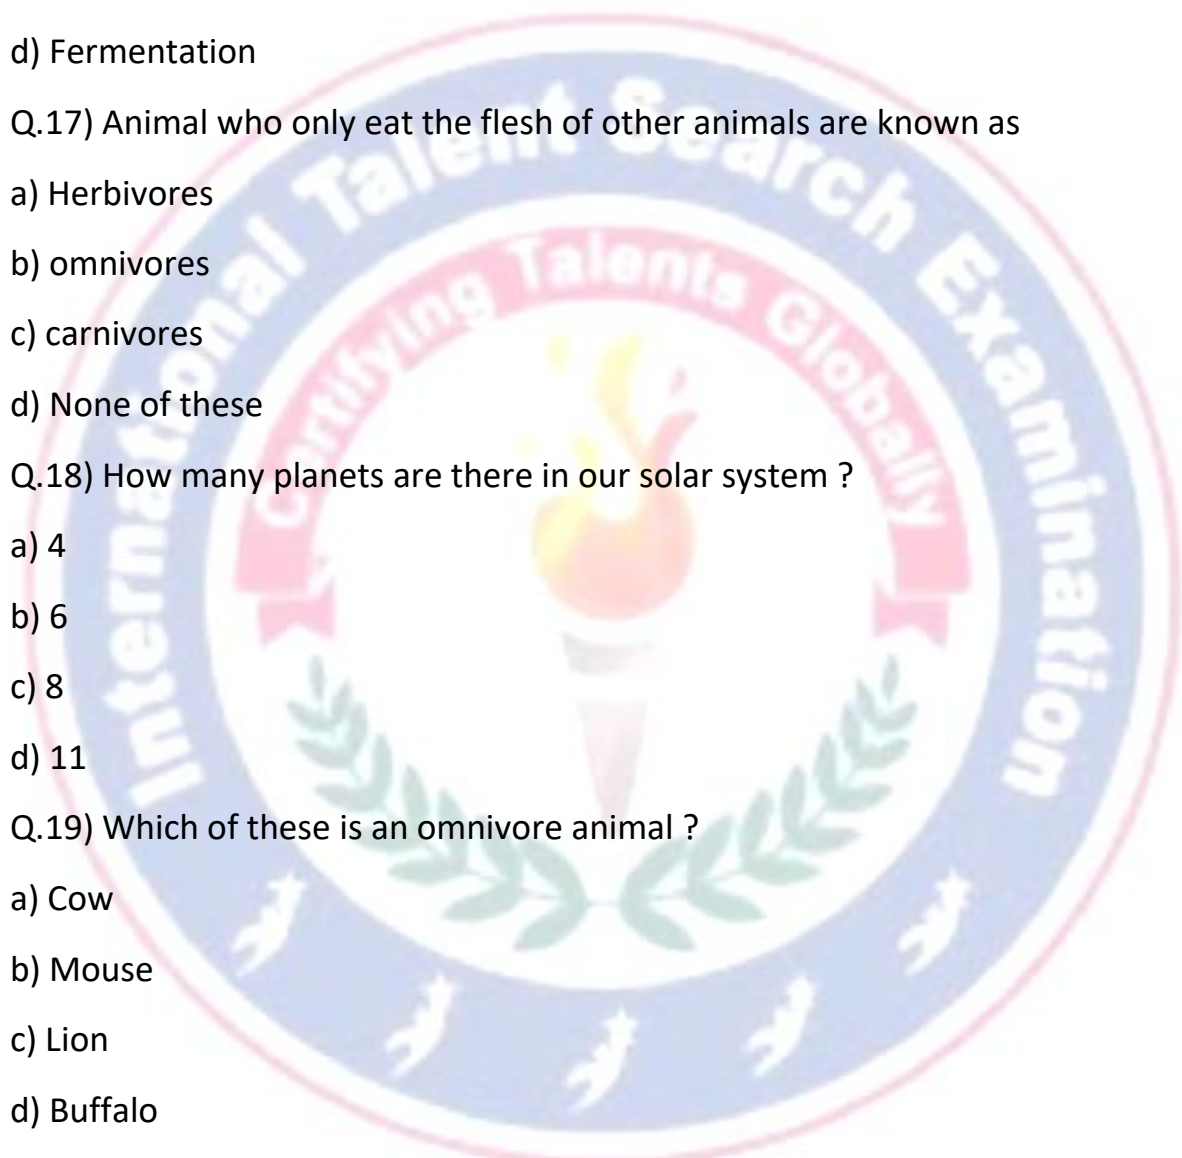 d) Fermentation
Q.17) Animal who only eat the flesh of other animals are known as
a) Herbivores
b) omnivores
c) carnivores
d) None of these
Q.18) How many planets are there in our solar system ?
a) 4
b) 6
c) 8
d) 11
Q.19) Which of these is an omnivore animal ?
a) Cow
b) Mouse
c) Lion
d) Buffalo
International Talent Search Examination
Certifying Talents Globally